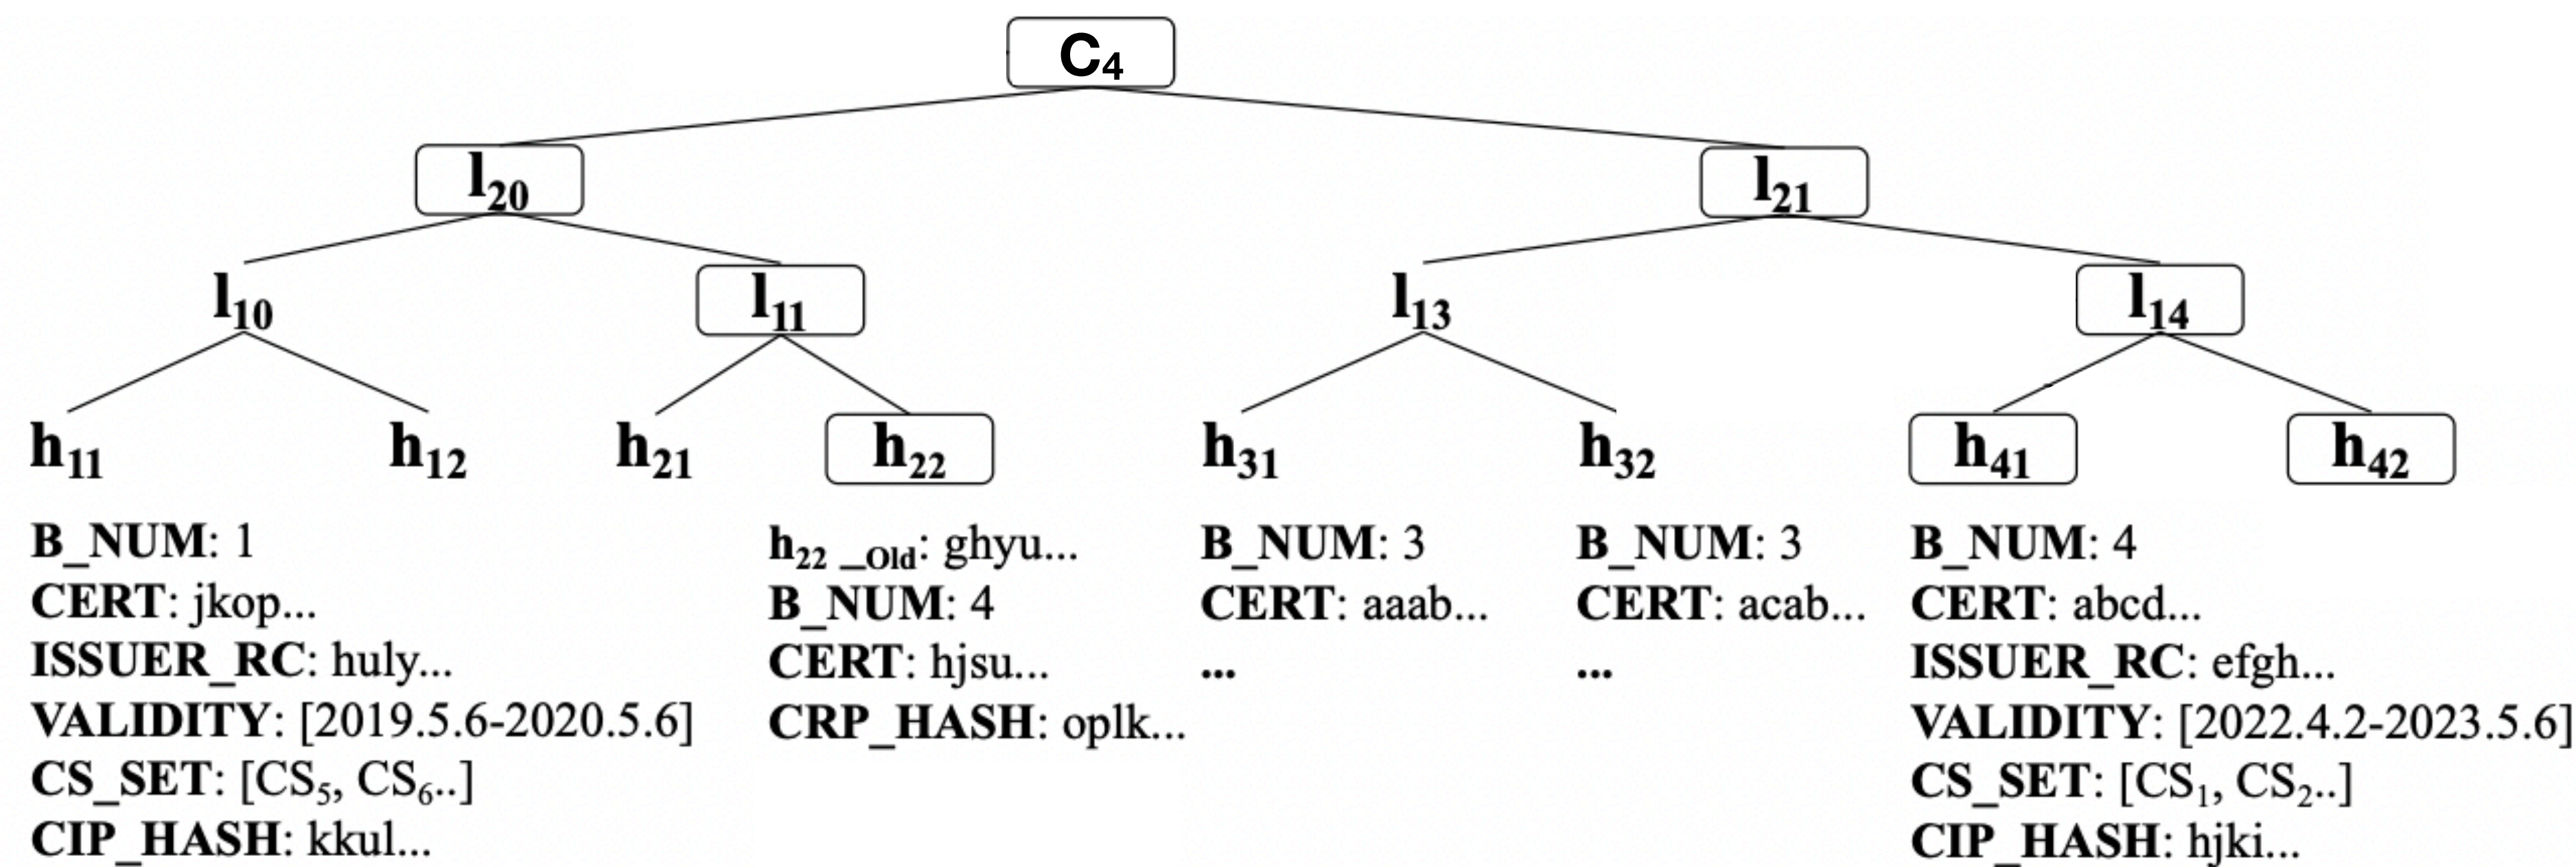 C₄
l₂₀ l₂₁
l₁₀ l₁₁ l₁₃ l₁₄
h₁₁ h₁₂ h₂₁ h₂₂ h₃₁ h₃₂ h₄₁ h₄₂
B_NUM: 1
CERT: jkop...
ISSUER_RC: huly...
VALIDITY: [2019.5.6-2020.5.6]
CS_SET: [CS₅, CS₆..]
CIP_HASH: kkul...
h₂₂ _Old: ghyu...
B_NUM: 4
CERT: hjsu...
CRP_HASH: oplk...
B_NUM: 3
CERT: aaab...
...
B_NUM: 3
CERT: acab...
...
B_NUM: 4
CERT: abcd...
ISSUER_RC: efgh...
VALIDITY: [2022.4.2-2023.5.6]
CS_SET: [CS₁, CS₂..]
CIP_HASH: hjki...